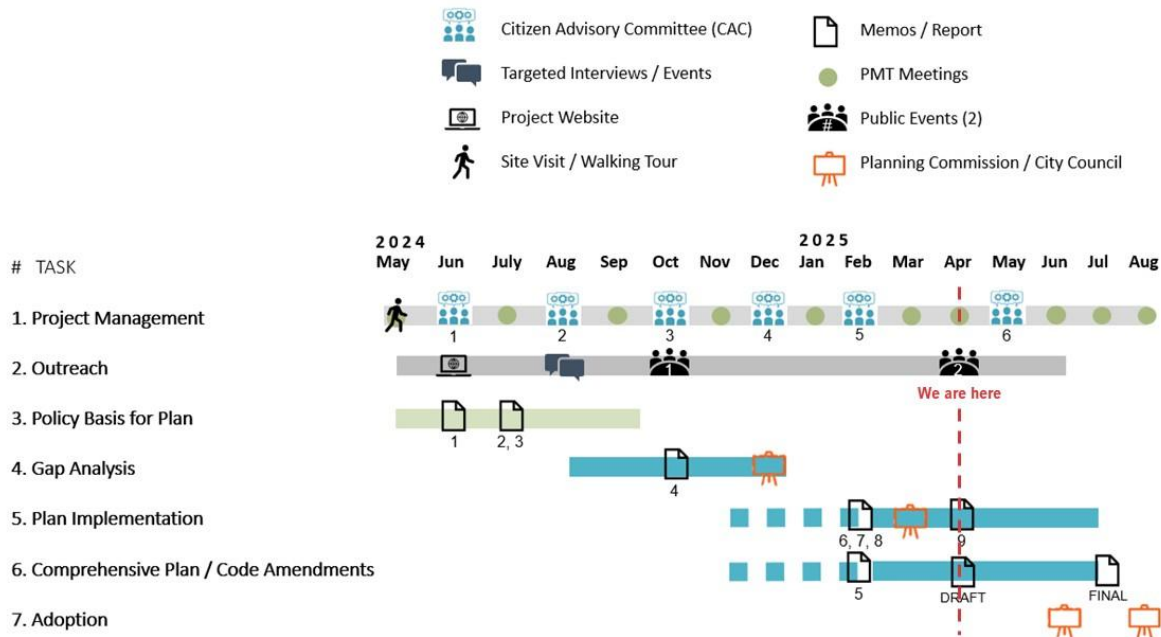 Citizen Advisory Committee (CAC)
Memos / Report
Targeted Interviews / Events
PMT Meetings
Project Website
#
Public Events (2)
Site Visit / Walking Tour
Planning Commission / City Council
2024
2025
# TASK
May Jun July Aug Sep Oct Nov Dec Jan Feb Mar Apr May Jun Jul Aug
1. Project Management
1 2 3 4 5 6
2. Outreach
1 2
We are here
3. Policy Basis for Plan
1 2, 3
4. Gap Analysis
4
5. Plan Implementation
6, 7, 8 9
6. Comprehensive Plan / Code Amendments
5 DRAFT FINAL
7. Adoption